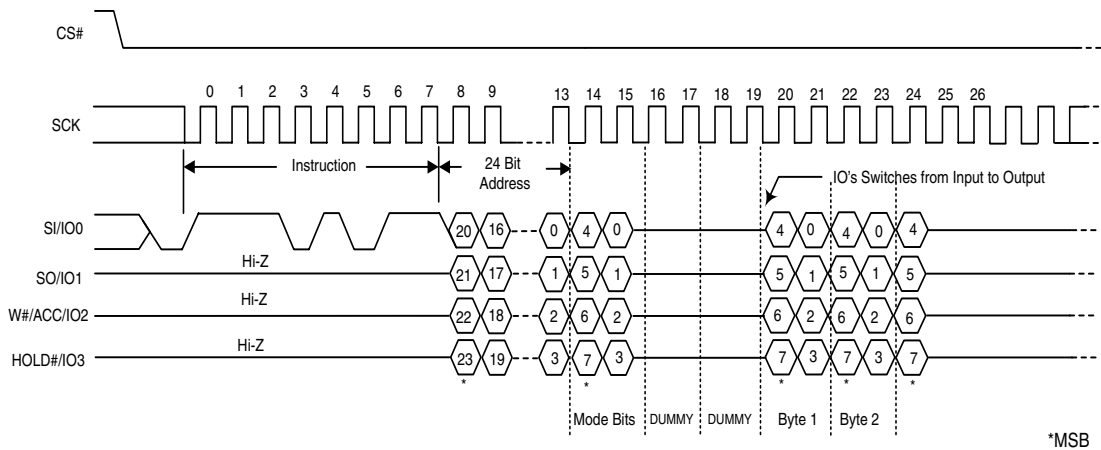 CS#
0 1 2 3 4 5 6 7 8 9 13 14 15 16 17 18 19 20 21 22 23 24 25 26
SCK
Instruction
24 Bit
Address
IO's Switches from Input to Output
SI/IO0
20 16 0 4 0 4 0 4 0 4
SO/IO1
Hi-Z
21 17 1 5 1 5 1 5 1 5
W#/ACC/IO2
Hi-Z
22 18 2 6 2 6 2 6 2 6
HOLD#/IO3
Hi-Z
23 19 3 7 3 7 3 7 3 7
* * * * *
Mode Bits DUMMY DUMMY Byte 1 Byte 2
*MSB